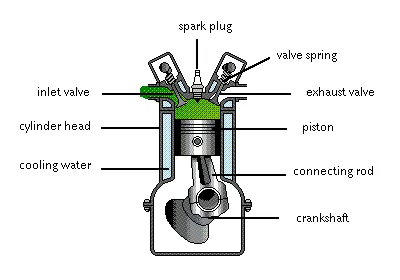 spark plug
valve spring
inlet valve
exhaust valve
cylinder head
piston
cooling water
connecting rod
crankshaft